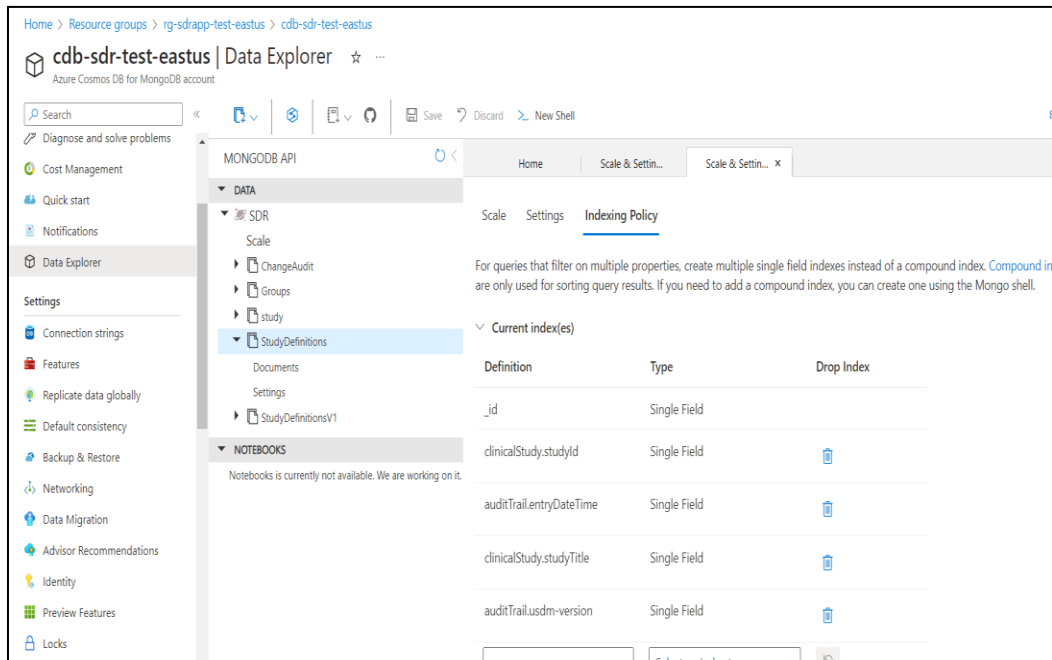 Home > Resource groups > rg-sdrapp-test-eastus > cdb-sdr-test-eastus
cdb-sdr-test-eastus | Data Explorer
Azure Cosmos DB for MongoDB account
Search
Diagnose and solve problems
Cost Management
Quick start
Notifications
Data Explorer
Settings
Connection strings
Features
Replicate data globally
Default consistency
Backup & Restore
Networking
Data Migration
Advisor Recommendations
Identity
Preview Features
Locks
Save Discard New Shell
MONGODB API
DATA
SDR
Scale
ChangeAudit
Groups
study
StudyDefinitions
Documents
Settings
StudyDefinitionsV1
NOTEBOOKS
Notebooks is currently not available. We are working on it.
Home Scale & Settin... Scale & Settin... x
Scale Settings Indexing Policy
For queries that filter on multiple properties, create multiple single field indexes instead of a compound index. Compound in
are only used for sorting query results. If you need to add a compound index, you can create one using the Mongo shell.
Current index(es)
Definition Type Drop Index
_id Single Field
clinicalStudy.studyId Single Field
auditTrail.entryDateTime Single Field
clinicalStudy.studyTitle Single Field
auditTrail.usdm-version Single Field